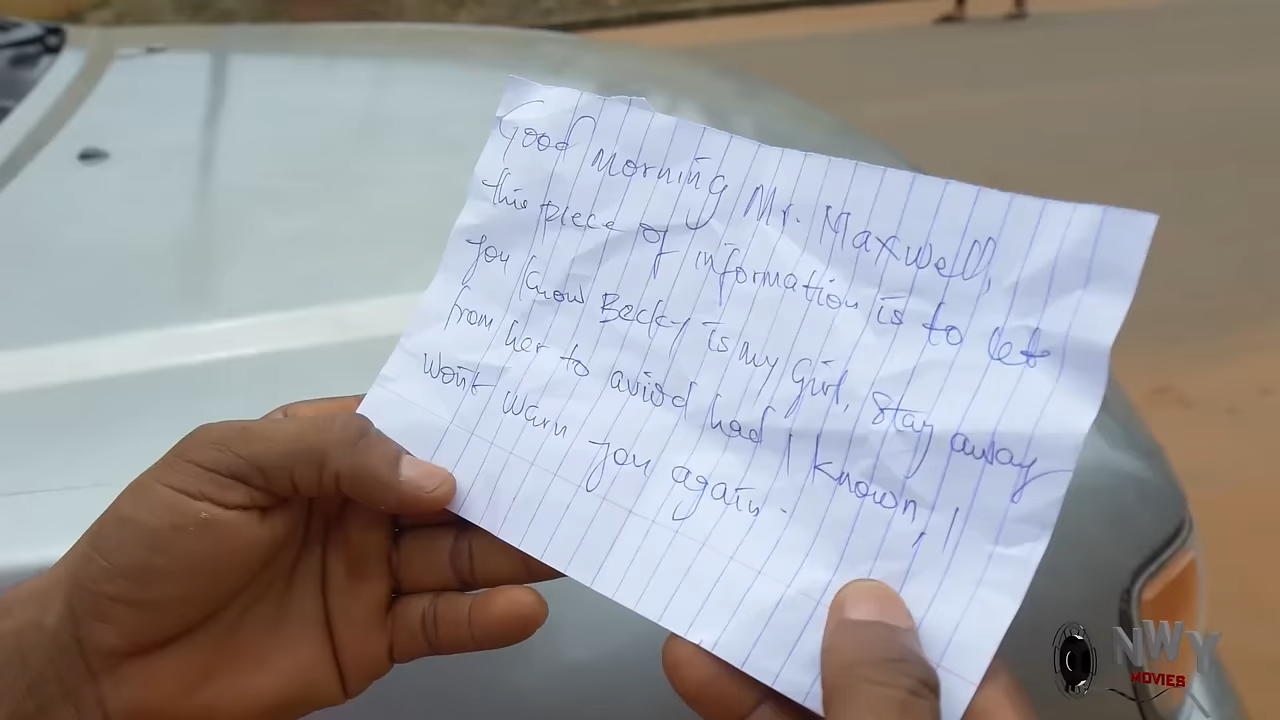 Good morning Mr. Maxwell,
this piece of information is to let
you know Becky is my girl, Stay away
from her to aviod had I known, I
wont warn you again.
NWY
MOVIES